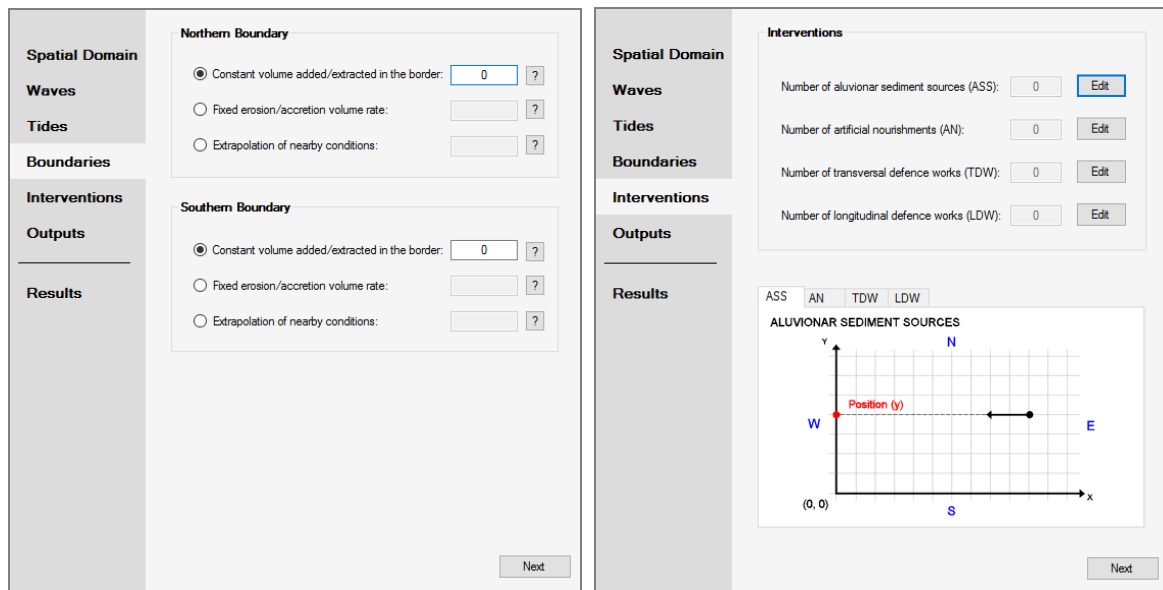 Spatial Domain
Waves
Tides
Boundaries
Interventions
Outputs
Results
Northern Boundary
Constant volume added/extracted in the border: 0 ?
Fixed erosion/accretion volume rate: ?
Extrapolation of nearby conditions: ?
Southern Boundary
Constant volume added/extracted in the border: 0 ?
Fixed erosion/accretion volume rate: ?
Extrapolation of nearby conditions: ?
Next
Spatial Domain
Waves
Tides
Boundaries
Interventions
Outputs
Results
Interventions
Number of aluvionar sediment sources (ASS): 0 Edit
Number of artificial nourishments (AN): 0 Edit
Number of transversal defence works (TDW): 0 Edit
Number of longitudinal defence works (LDW): 0 Edit
ASS AN TDW LDW
ALUVIONAR SEDIMENT SOURCES
Y N
Position (y)
W E
(0, 0) X
S
Next